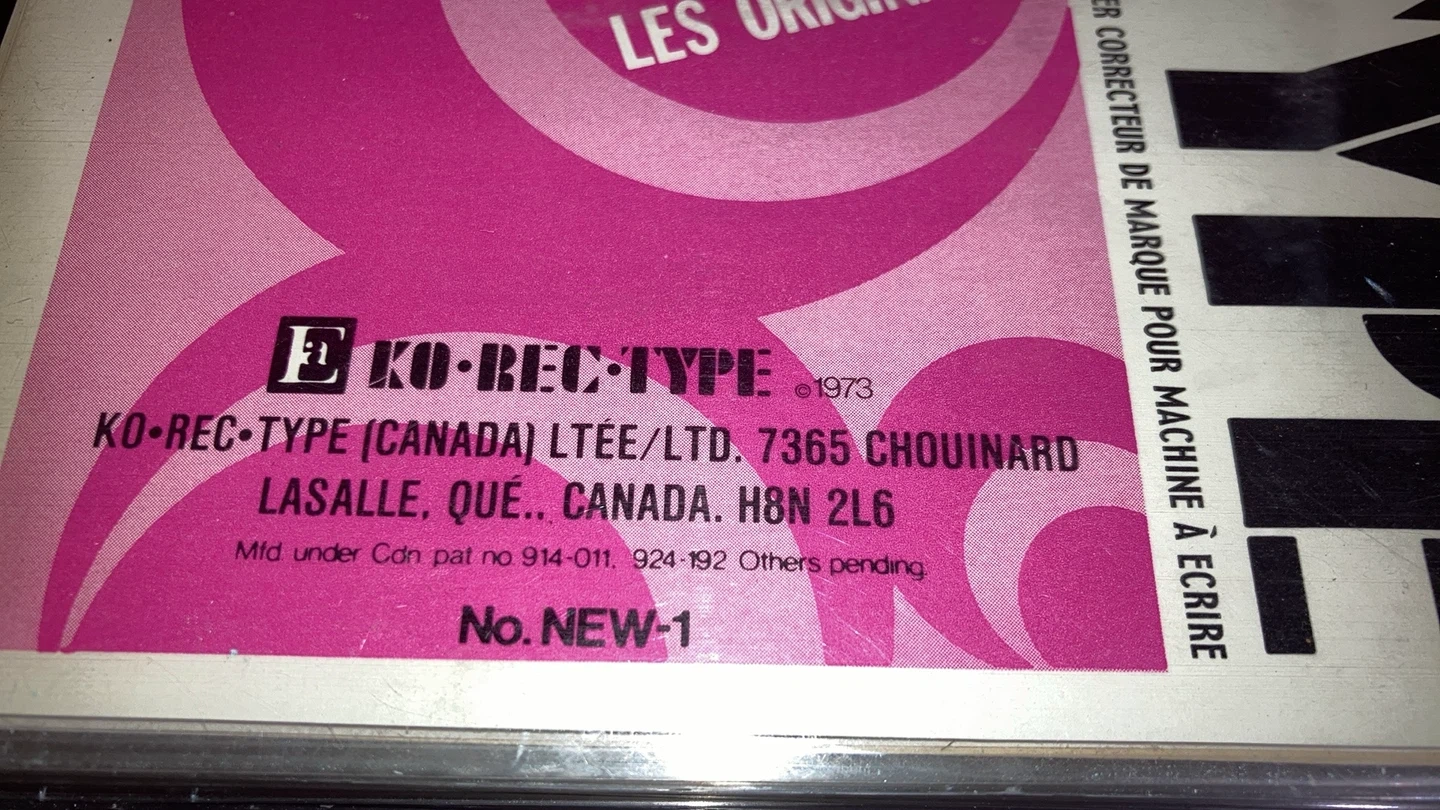 LES
KO•REC•TYPE ©1973
KO•REC•TYPE (CANADA) LTÉE/LTD. 7365 CHOUINARD
LASALLE, QUÉ., CANADA. H8N 2L6
Mfd under Cdn pat no 914-011, 924-192 Others pending.
No. NEW-1
CORRECTEUR DE MARQUE POUR MACHINE À ECRIRE